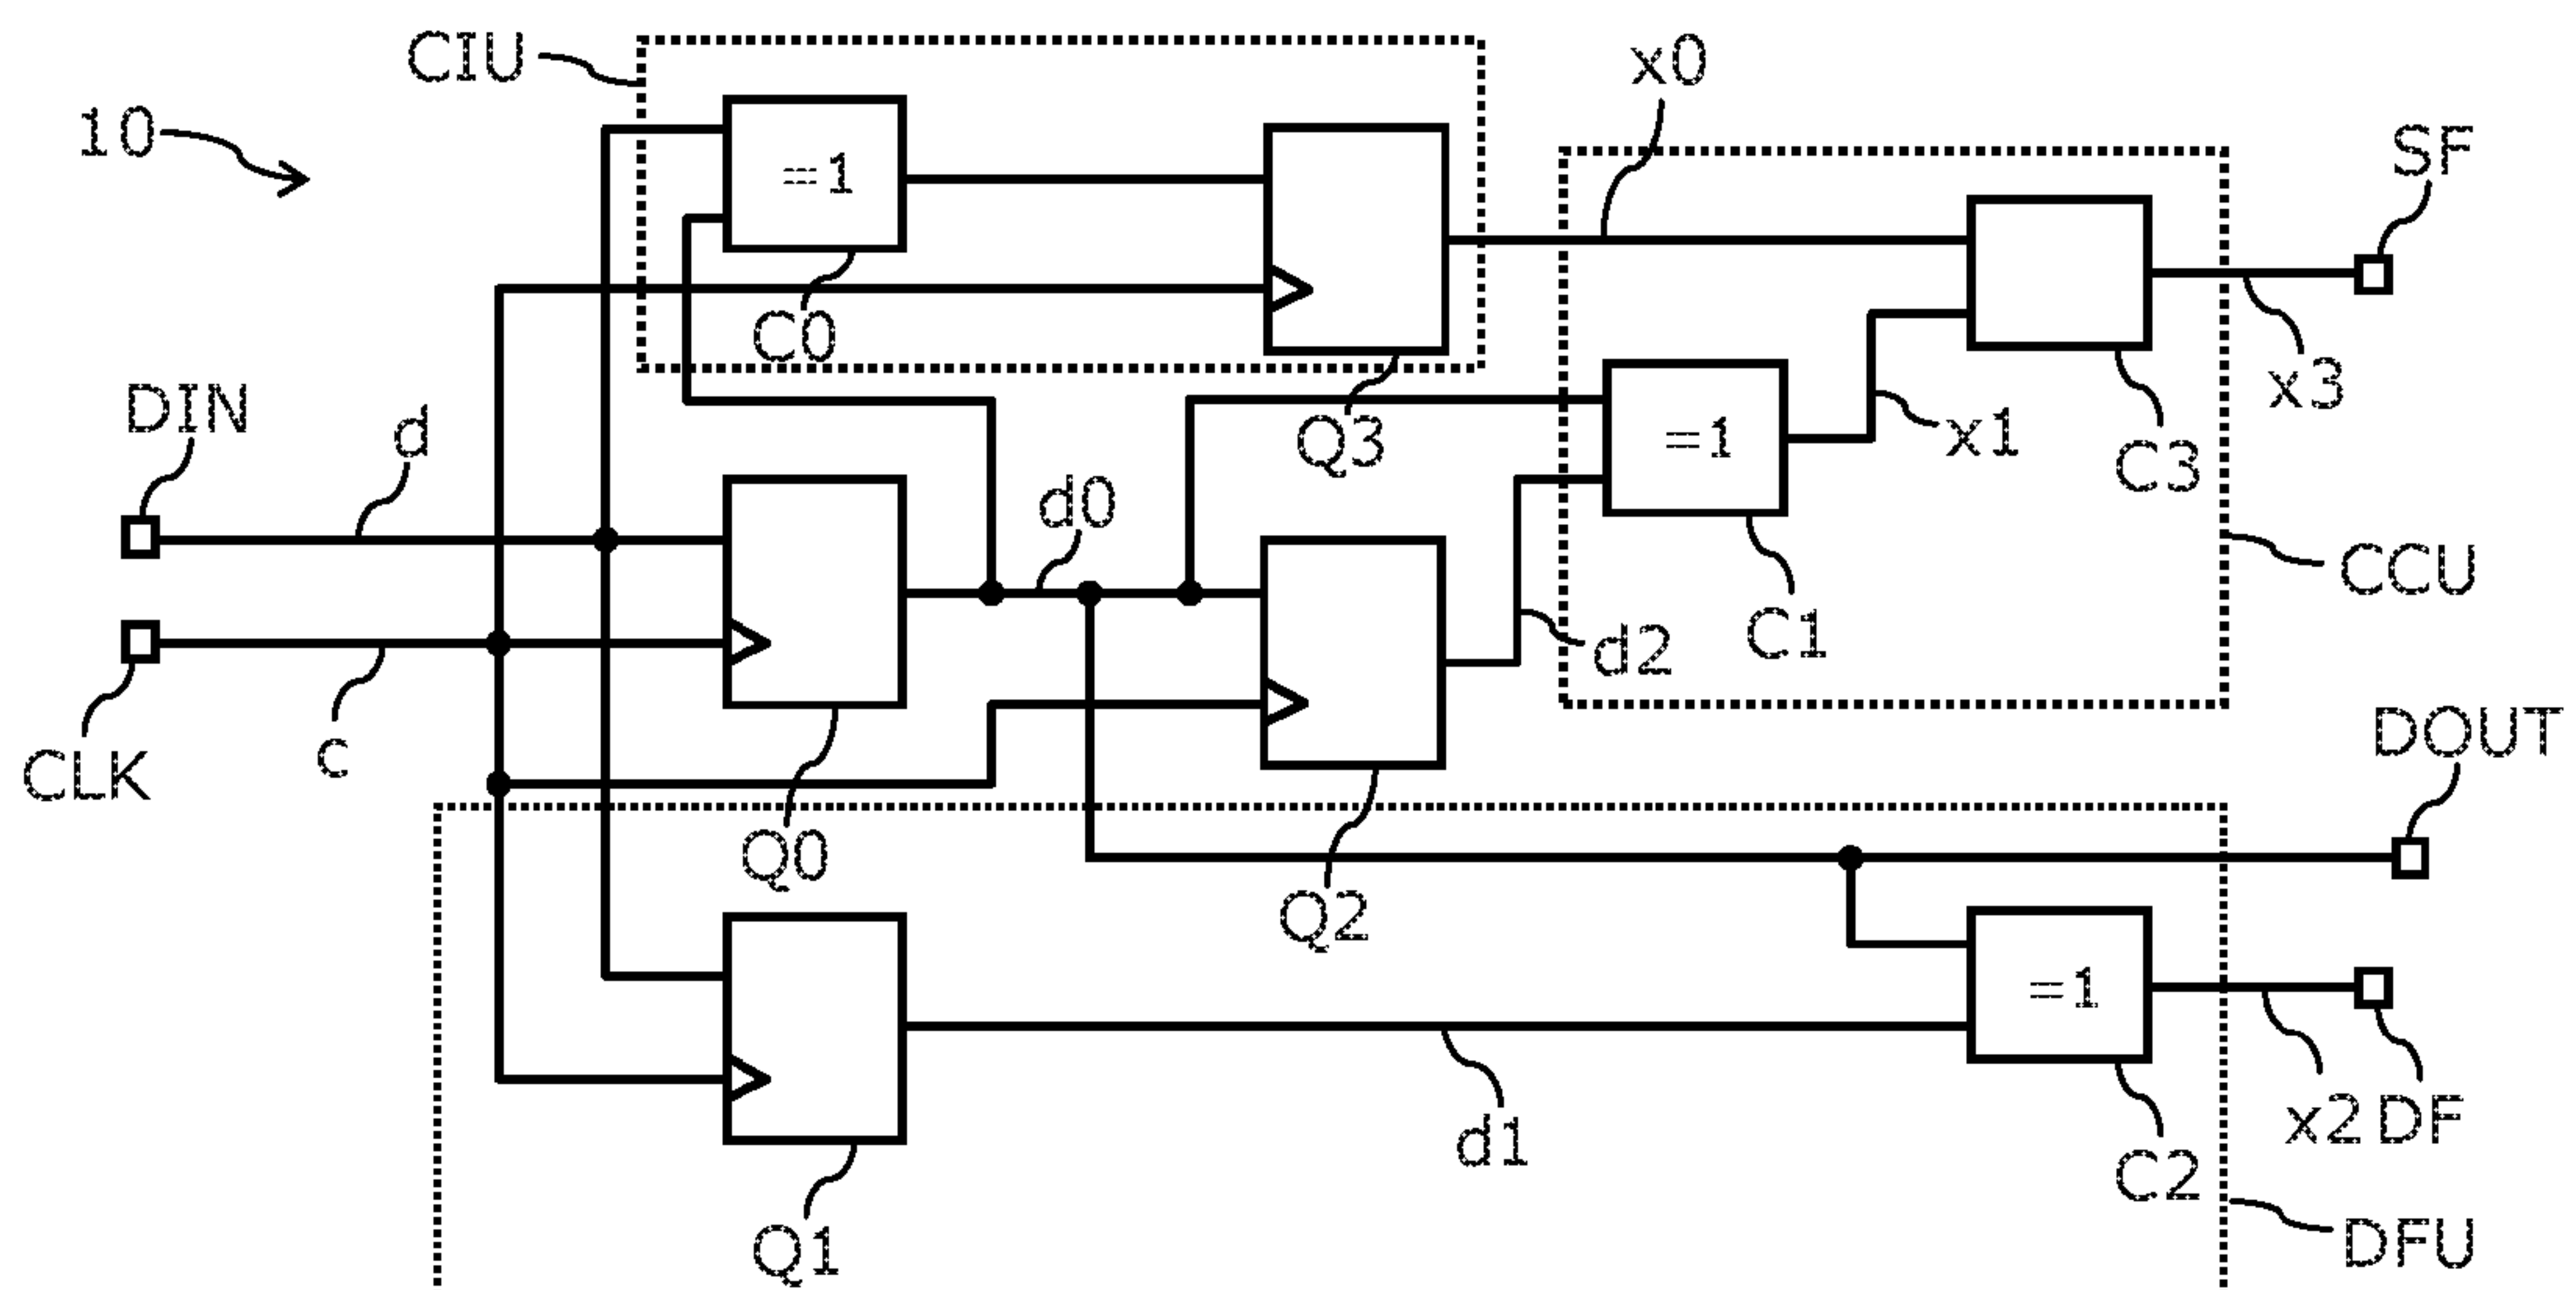 CIU
x0
10
SF
=1
C0
DIN
d
Q3
=1
x1
C3
x3
d0
CCU
d2
C1
CLK
c
DOUT
Q0
Q2
=1
d1
x2
DF
C2
Q1
DFU